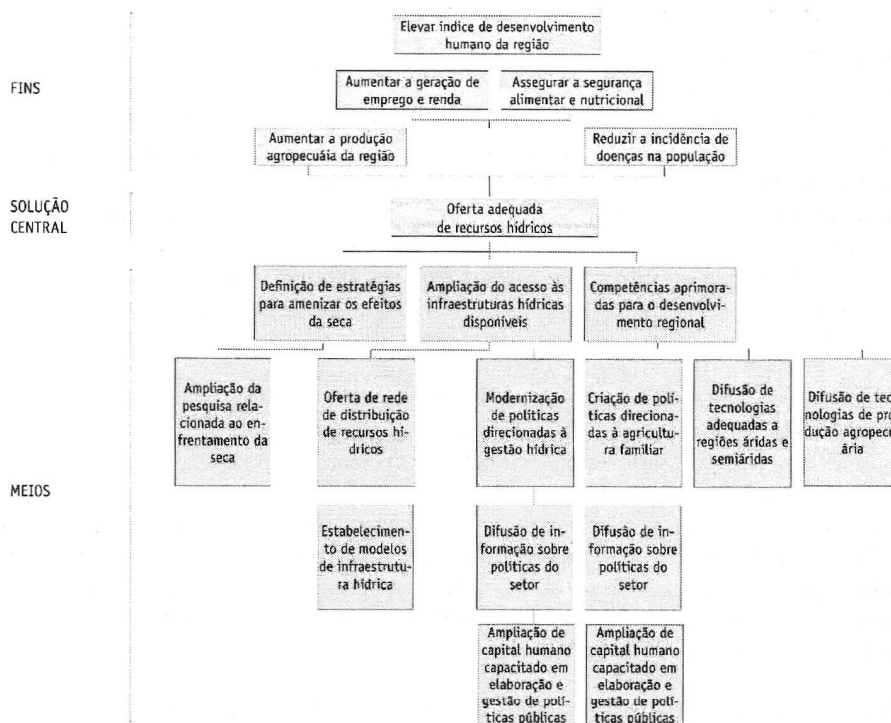 Elevar índice de desenvolvimento
humano da região
FINS
Aumentar a geração de
emprego e renda
Assegurar a segurança
alimentar e nutricional
Aumentar a produção
agropecuáia da região
Reduzir a incidência de
doenças na população
SOLUÇÃO
CENTRAL
Oferta adequada
de recursos hídricos
Definição de estratégias
para amenizar os efeitos
da seca
Ampliação do acesso às
infraestruturas hídricas
disponíveis
Competências aprimora-
das para o desenvolvi-
mento regional
MEIOS
Ampliação da
pesquisa rela-
cionada ao en-
frentamento da
seca
Oferta de rede
de distribuição
de recursos hí-
dricos
Modernização
de políticas
direcionadas à
gestão hídrica
Criação de polí-
ticas direciona-
das à agricultu-
ra familiar
Difusão de
tecnologias
adequadas a
regiões áridas e
semiáridas
Difusão de tec
nologias de pro
dução agropecu
ária
Estabelecimen-
to de modelos
de infraestrutu-
ra hídrica
Difusão de in-
formação sobre
políticas do
setor
Difusão de in-
formação sobre
políticas do
setor
Ampliação de
capital humano
capacitado em
elaboração e
gestão de polí-
ticas públicas
Ampliação de
capital humano
capacitado em
elaboração e
gestão de polí-
ticas públicas